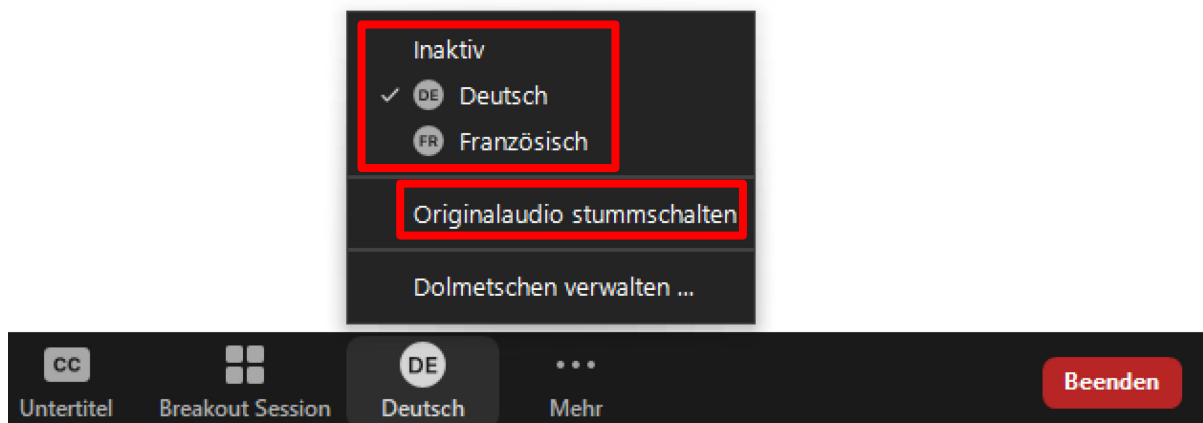 Inaktiv
DE Deutsch
FR Französisch
Originalaudio stummschalten
Dolmetschen verwalten ...
CC DE Beenden
Untertitel Breakout Session Deutsch Mehr